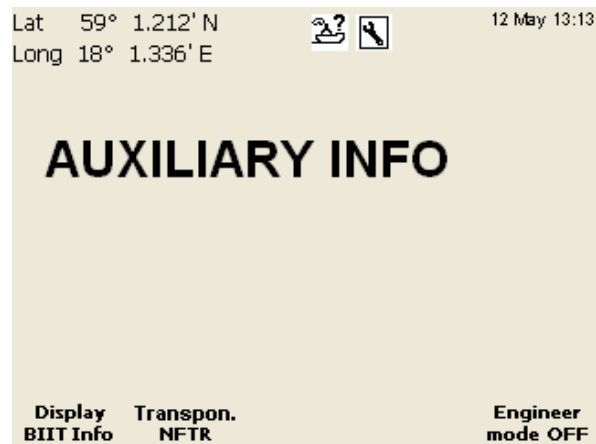 Lat 59° 1.212' N
Long 18° 1.336' E
?
12 May 13:13
AUXILIARY INFO
Display
BIIT Info
Transpon.
NFTR
Engineer
mode OFF